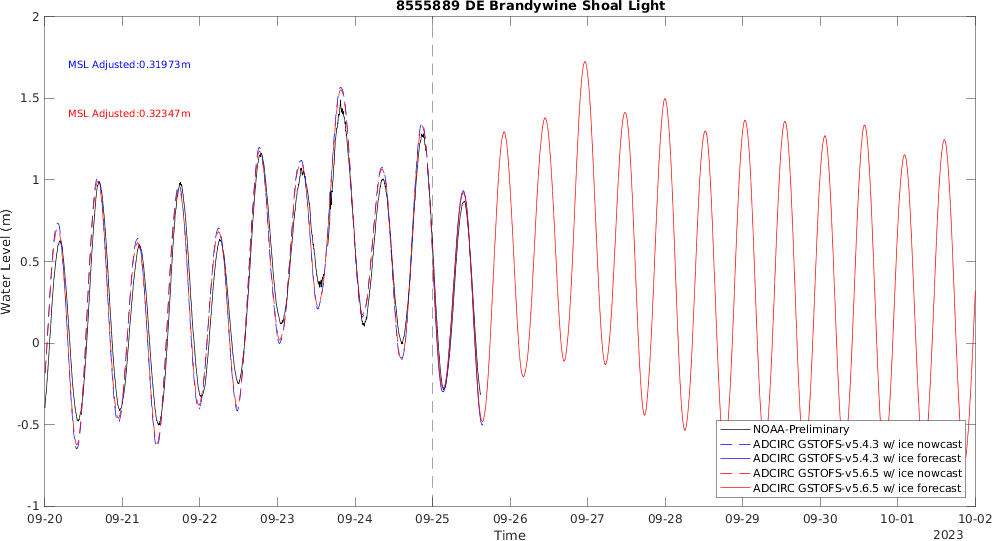 8555889 DE Brandywine Shoal Light
MSL Adjusted:0.31973m
MSL Adjusted:0.32347m
Water Level (m)
2
1.5
1
0.5
0
-0.5
-1
NOAA-Preliminary
ADCIRC GSTOFS-v5.4.3 w/ ice nowcast
ADCIRC GSTOFS-v5.4.3 w/ ice forecast
ADCIRC GSTOFS-v5.6.5 w/ ice nowcast
ADCIRC GSTOFS-v5.6.5 w/ ice forecast
09-20 09-21 09-22 09-23 09-24 09-25 09-26 09-27 09-28 09-29 09-30 10-01 10-02
Time
2023